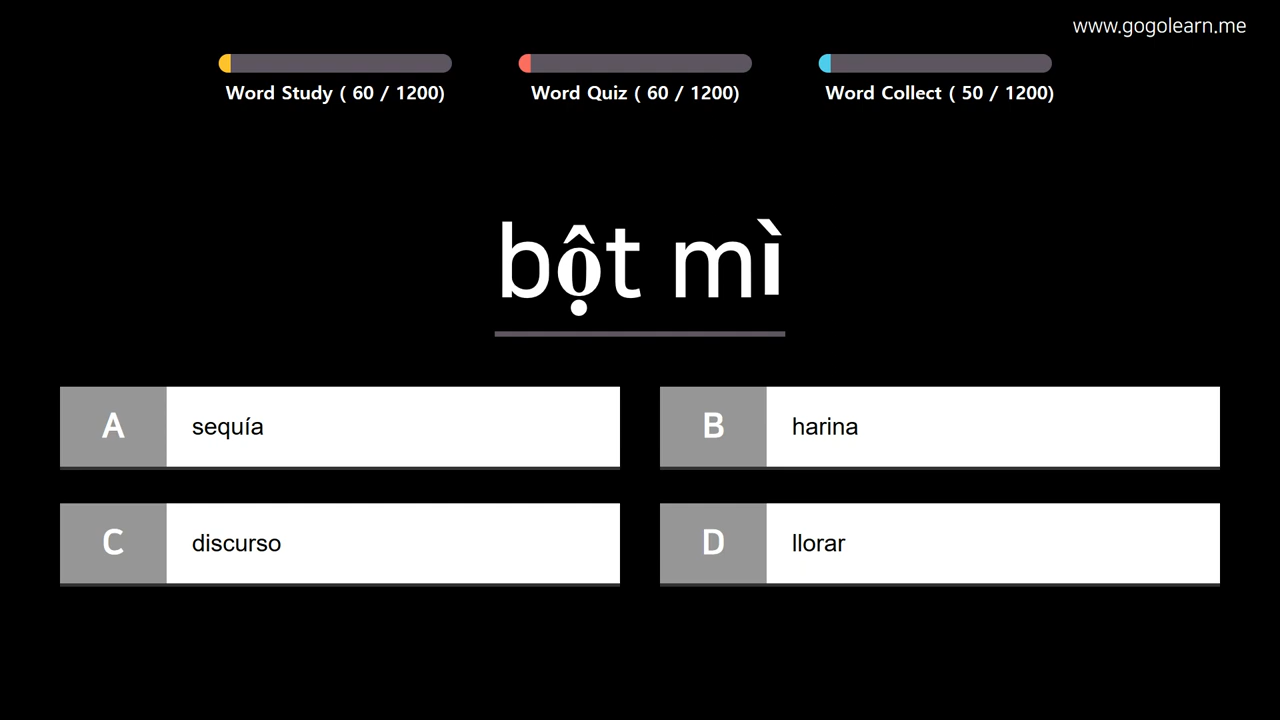 www.gogolearn.me
Word Study ( 60 / 1200)
Word Quiz ( 60 / 1200)
Word Collect ( 50 / 1200)
bột mì
A sequía
B harina
C discurso
D llorar